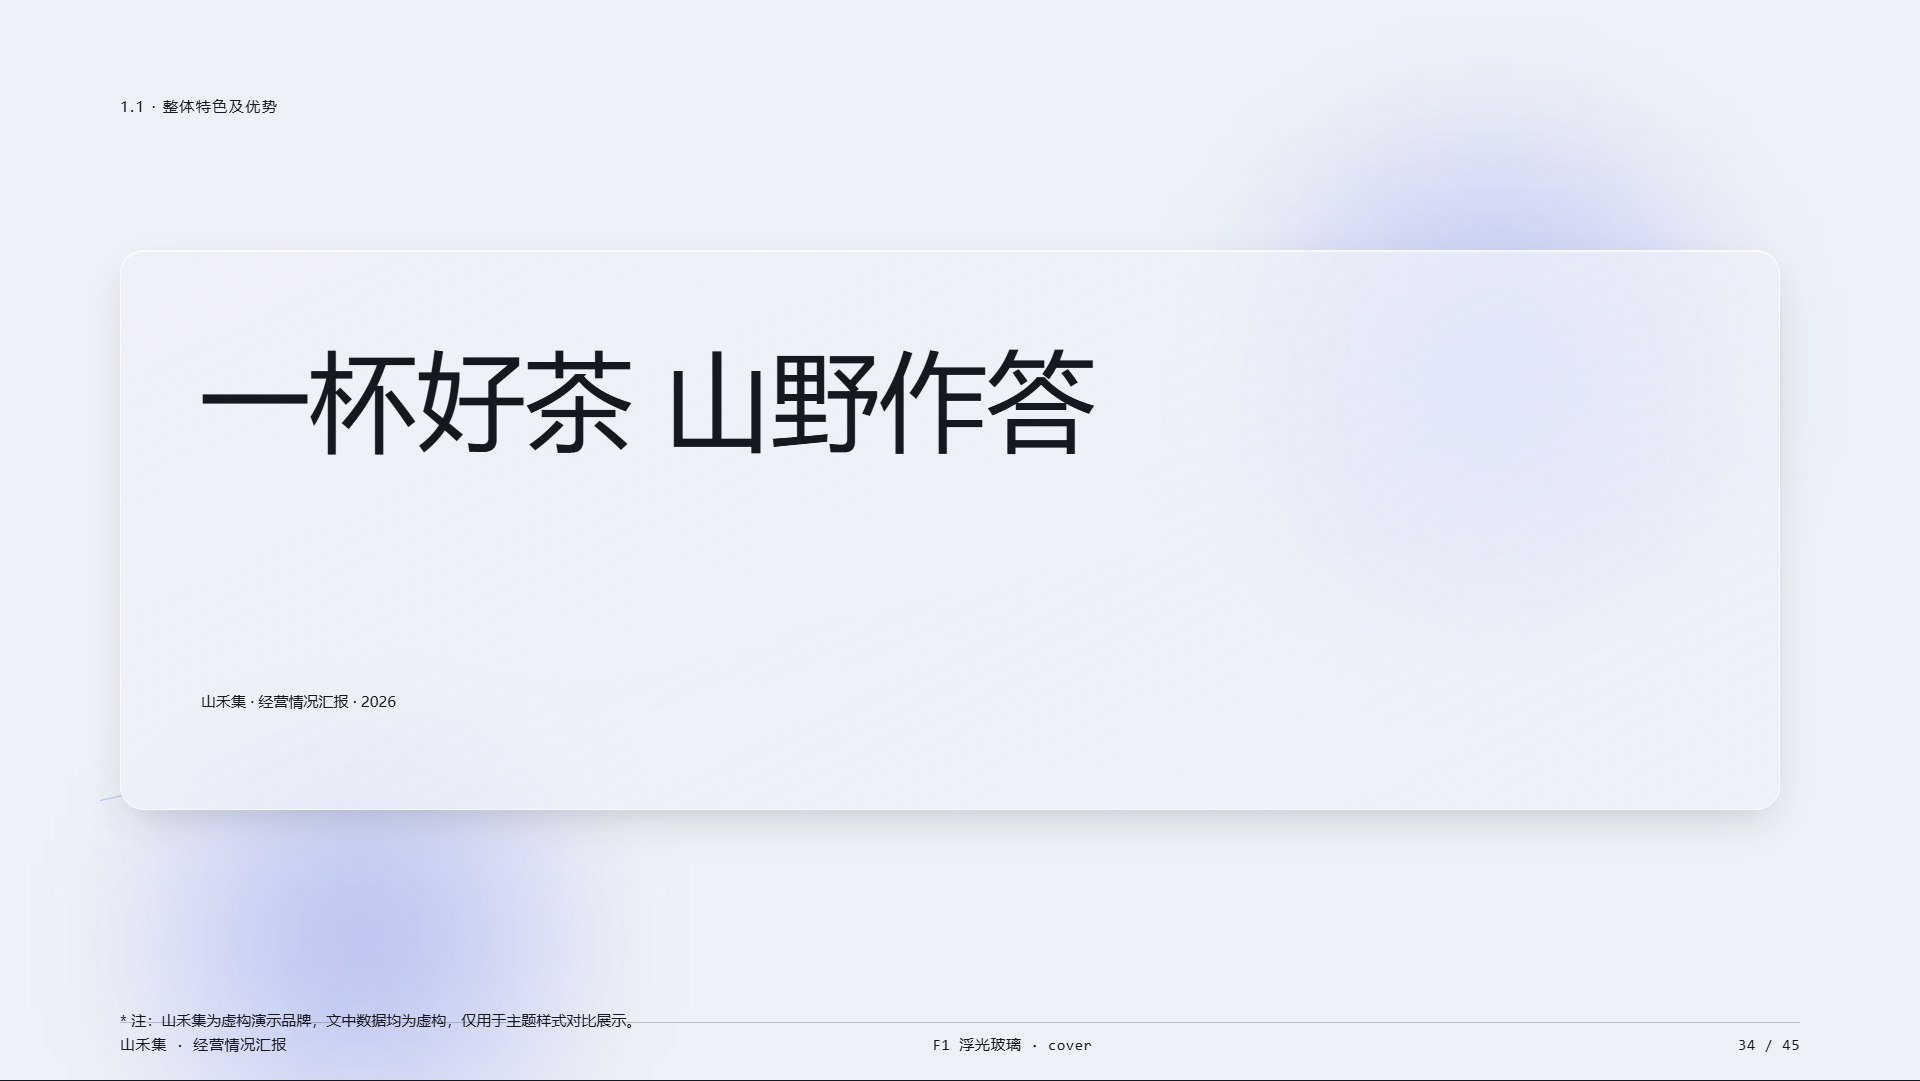 1.1 · 整体特色及优势
一杯好茶 山野作答
山禾集 · 经营情况汇报 · 2026
* 注：山禾集为虚构演示品牌，文中数据均为虚构，仅用于主题样式对比展示。
山禾集 · 经营情况汇报
F1 浮光玻璃 · cover
34 / 45